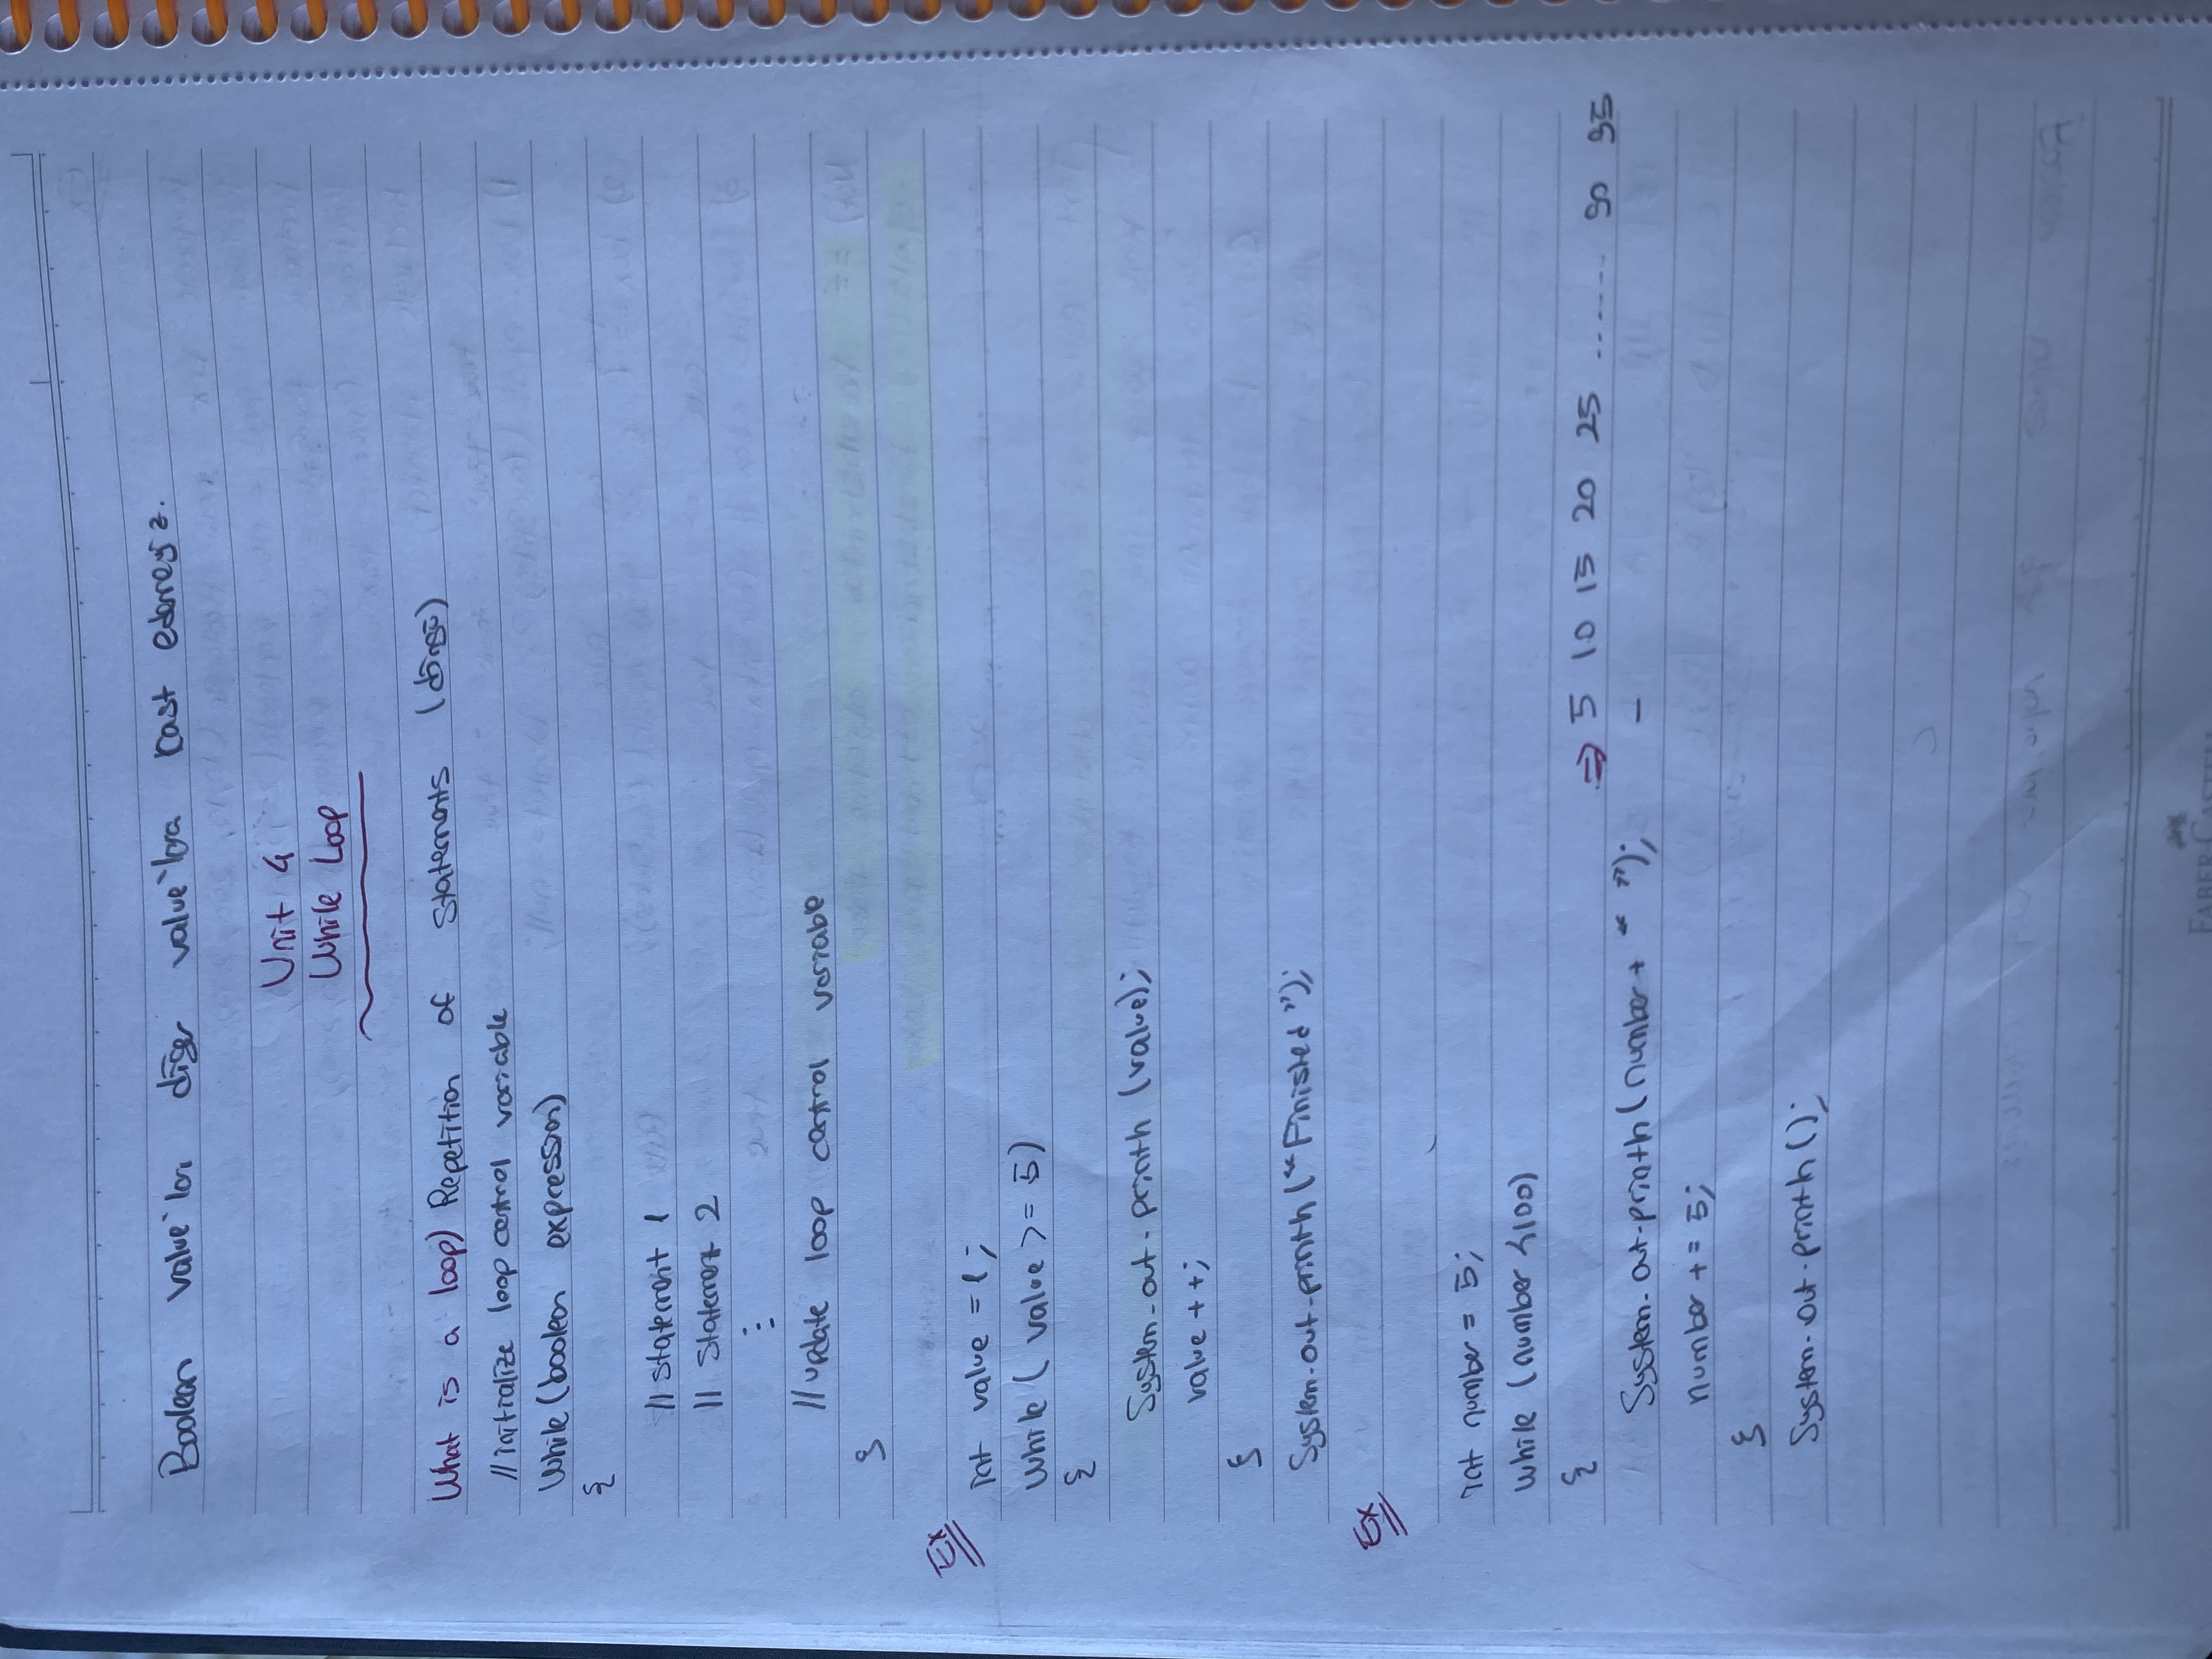 Boolean value'lar diğer value'lara cast edemeyiz.
Unit 4
While Loop
What is a loop) Repetition of statements (döngü)
// initialize loop control variable
While (boolean expression)
{
// statement 1
// Statement 2
⋮
// update loop control variable
}
Ex
int value = 1;
while ( value >= 5)
{
System.out.println (value);
value ++;
}
System.out.println ("Finished");
Ex
int number = 5;
while (number <100)
{
⇒ 5 10 15 20 25 ....... 90 95
System.out.println (number + " ");
number += 5;
}
System.out.println ();
FABER-CASTELL